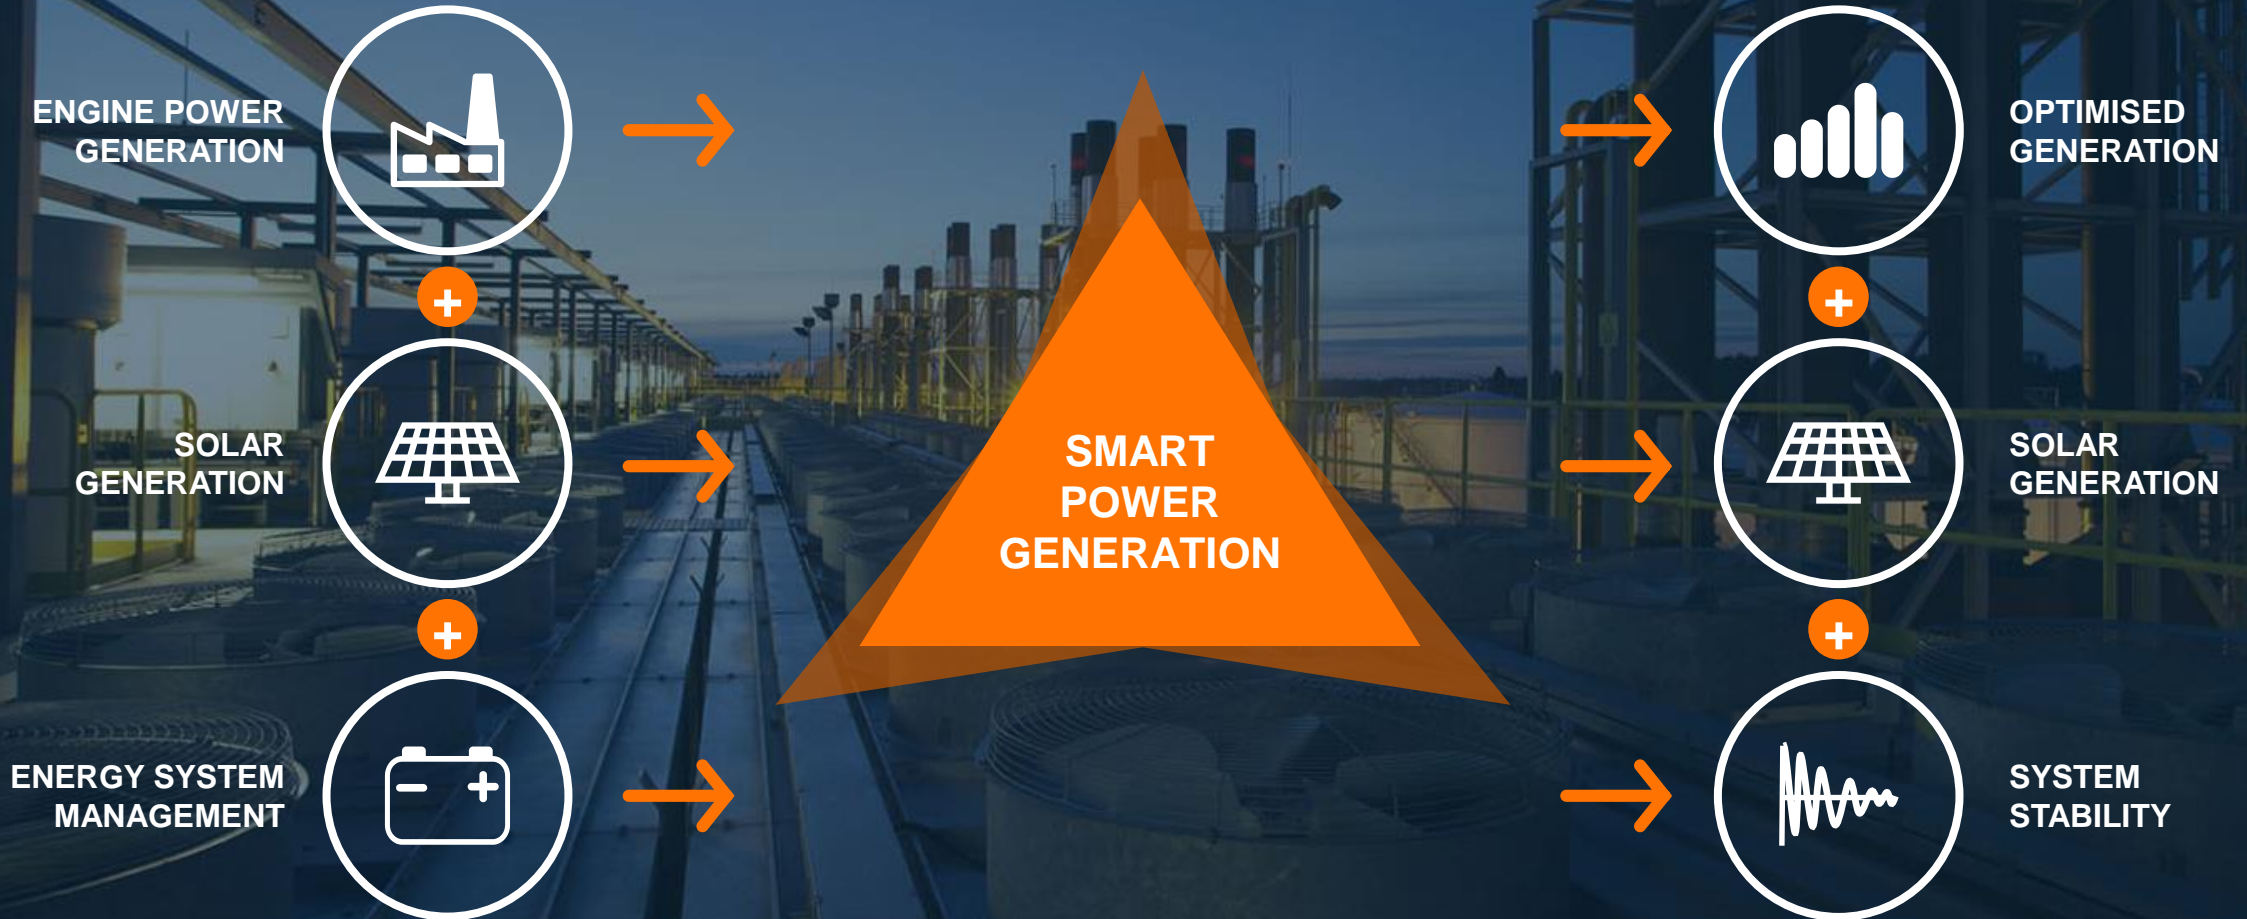 ENGINE POWER
GENERATION
+
SOLAR
GENERATION
+
ENERGY SYSTEM
MANAGEMENT
SMART
POWER
GENERATION
OPTIMISED
GENERATION
+
SOLAR
GENERATION
+
SYSTEM
STABILITY